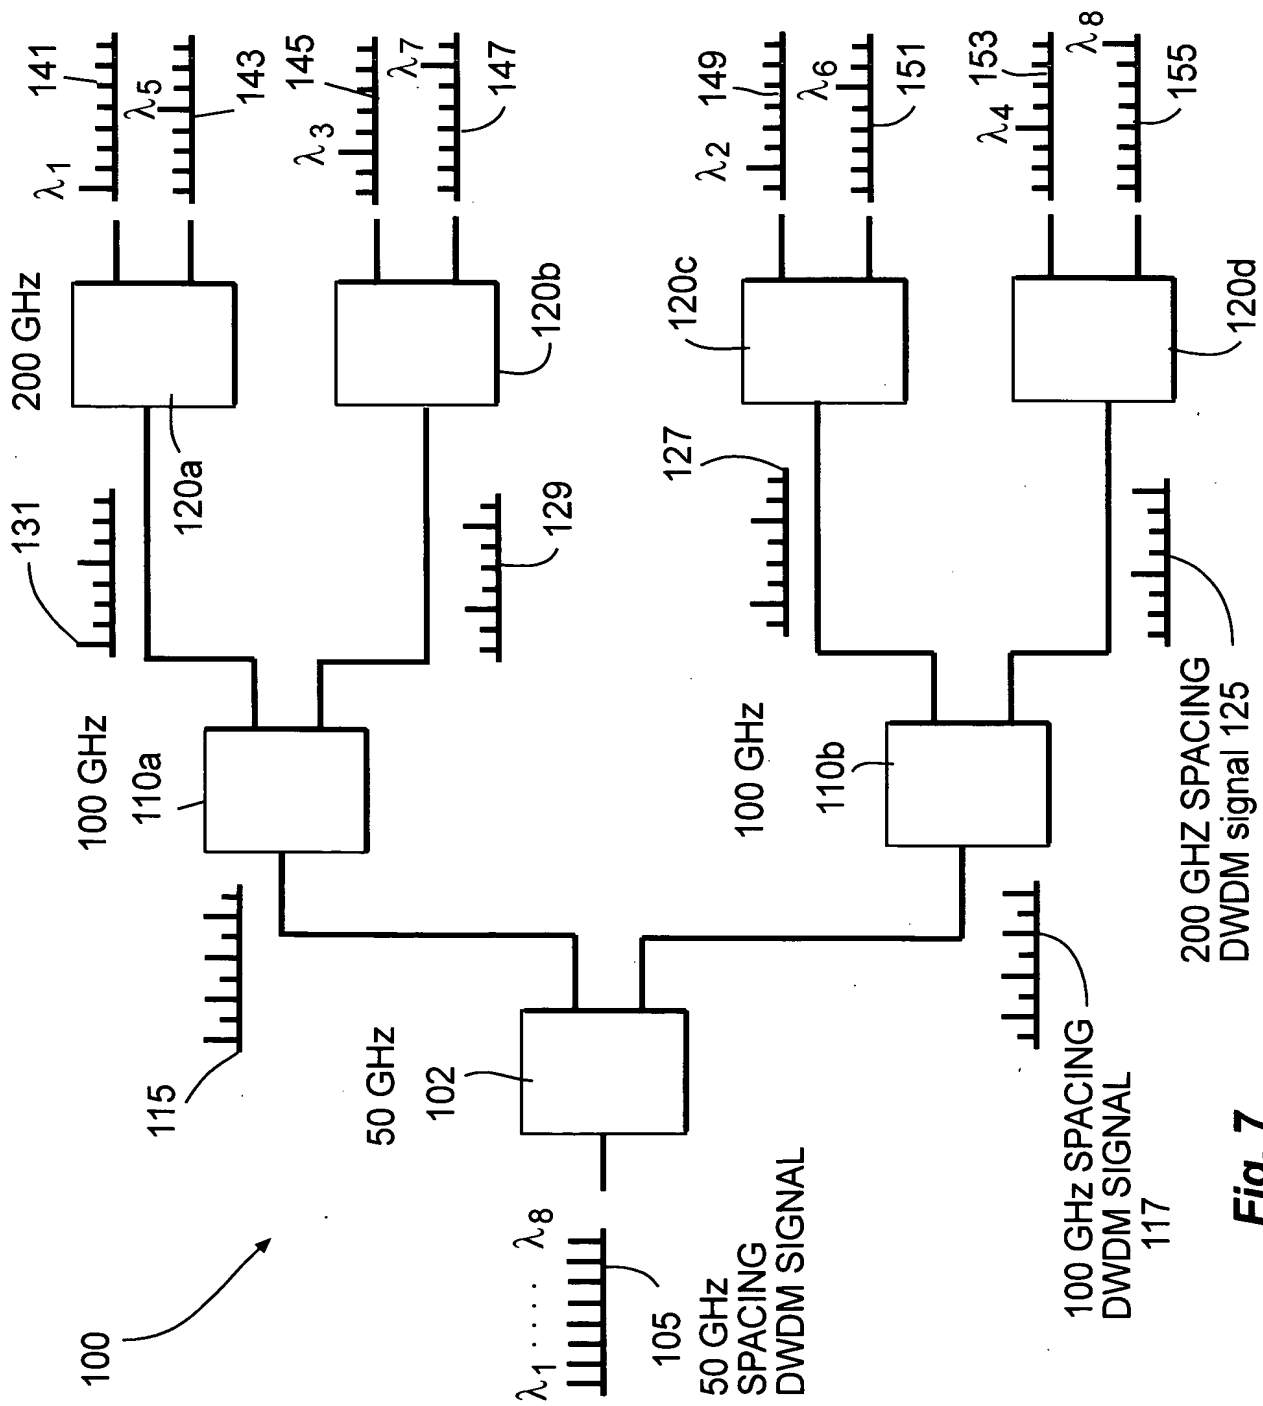 100
λ1 . . . . λ8
105
50 GHz
SPACING
DWDM SIGNAL
50 GHz
102
115
100 GHz SPACING
DWDM SIGNAL
117
100 GHz
110a
100 GHz
110b
131
129
127
200 GHZ SPACING
DWDM signal 125
200 GHz
120a
120b
120c
120d
λ1
141
λ5
143
λ3
145
λ7
147
λ2
149
λ6
151
λ4
153
λ8
155
Fig. 7